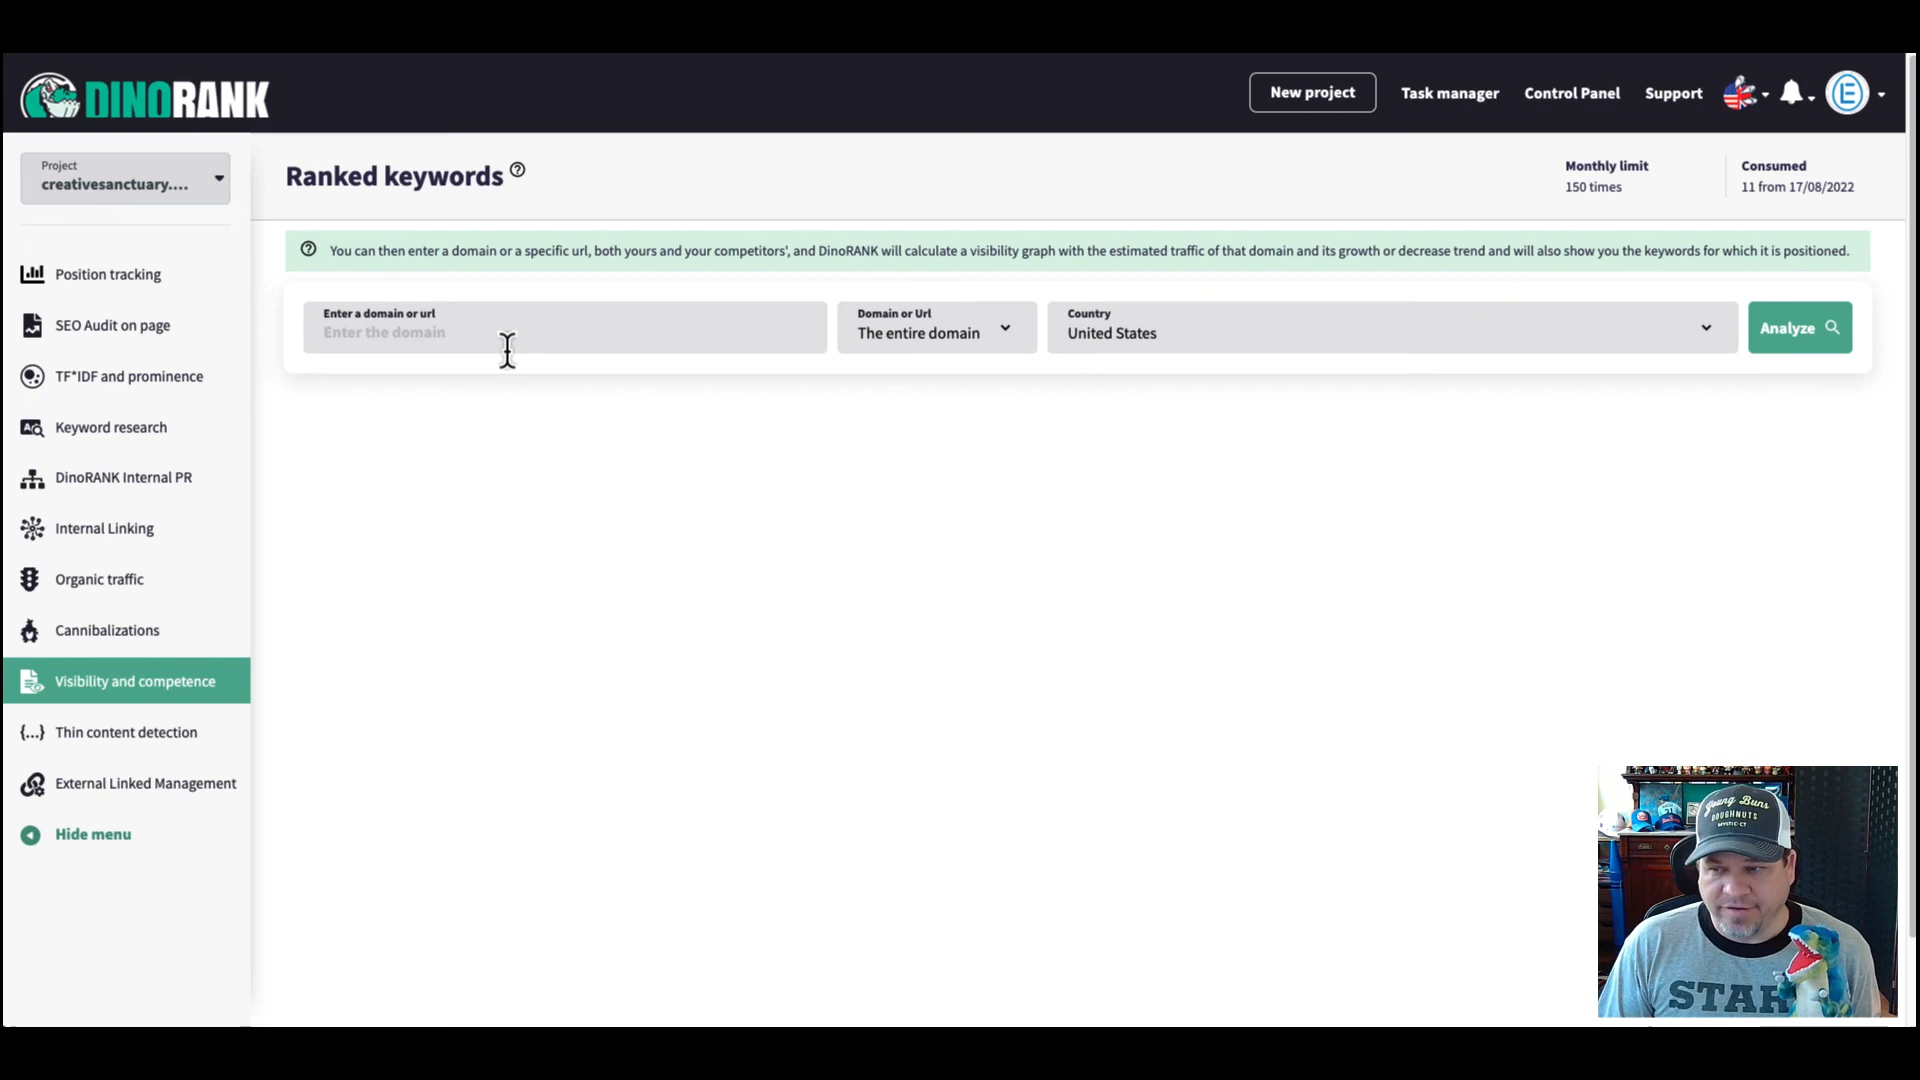 DINORANK
New project
Task manager
Control Panel
Support
Project
creativesanctuary....
Ranked keywords
Monthly limit
150 times
Consumed
11 from 17/08/2022
You can then enter a domain or a specific url, both yours and your competitors', and DinoRANK will calculate a visibility graph with the estimated traffic of that domain and its growth or decrease trend and will also show you the keywords for which it is positioned.
Enter a domain or url
Enter the domain
Domain or Url
The entire domain
Country
United States
Analyze
Position tracking
SEO Audit on page
TF*IDF and prominence
Keyword research
DinoRANK Internal PR
Internal Linking
Organic traffic
Cannibalizations
Visibility and competence
Thin content detection
External Linked Management
Hide menu
Young Buns
DOUGHNUTS
MYSTIC CT
STAR